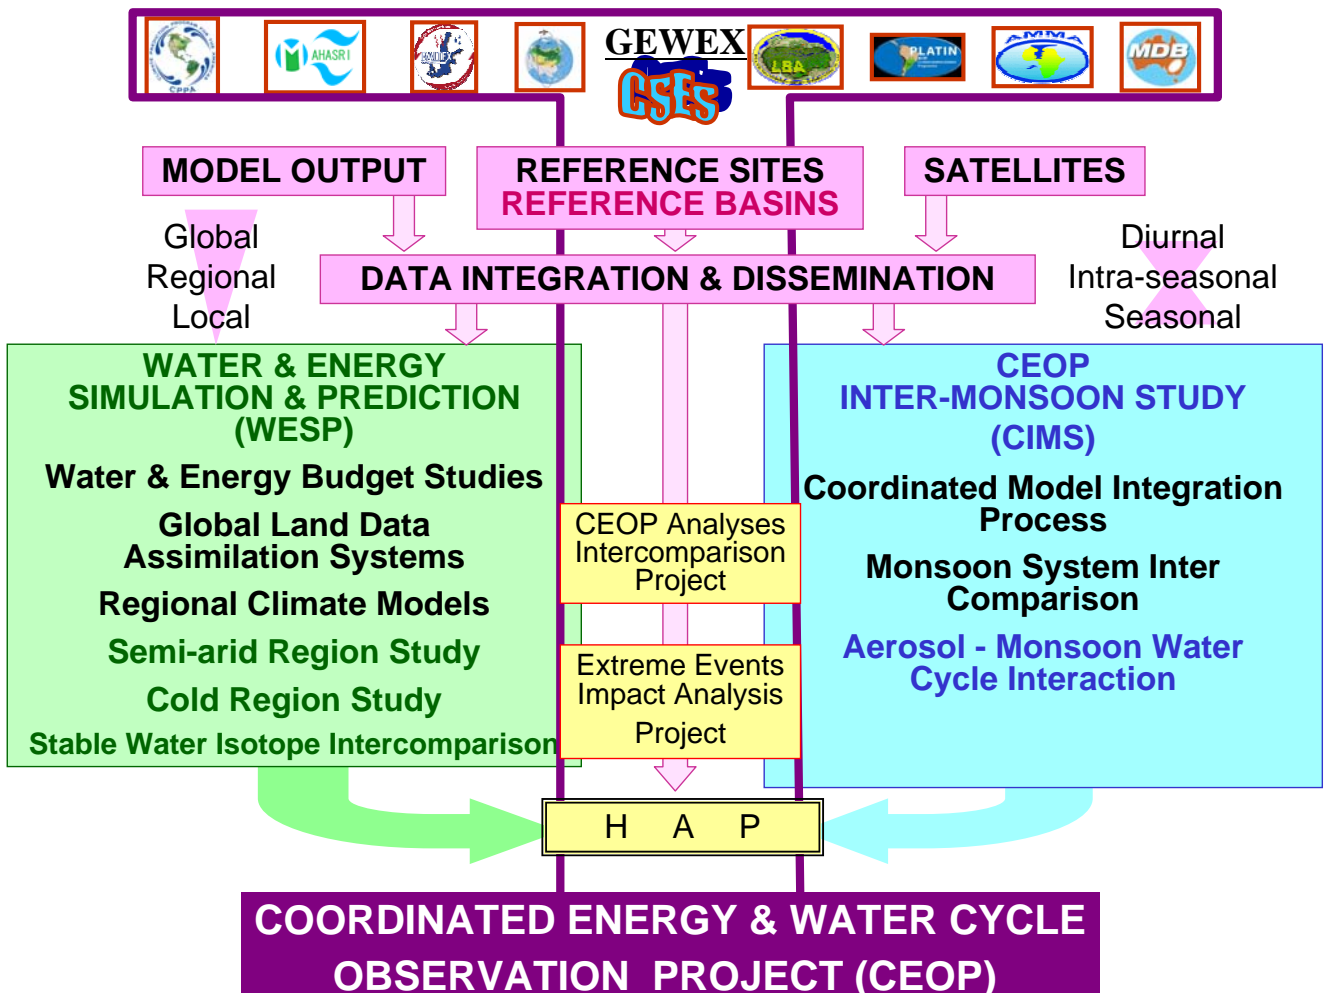 CPPA
AHASRI
BALTEX
GEWEX
CSES
LBA
PLATIN
AMMA
MDB
MODEL OUTPUT
REFERENCE SITES
REFERENCE BASINS
SATELLITES
Global
Regional
Local
Diurnal
Intra-seasonal
Seasonal
DATA INTEGRATION & DISSEMINATION
WATER & ENERGY
SIMULATION & PREDICTION
(WESP)
Water & Energy Budget Studies
Global Land Data
Assimilation Systems
Regional Climate Models
Semi-arid Region Study
Cold Region Study
Stable Water Isotope Intercomparison
CEOP Analyses
Intercomparison
Project
Extreme Events
Impact Analysis
Project
CEOP
INTER-MONSOON STUDY
(CIMS)
Coordinated Model Integration
Process
Monsoon System Inter
Comparison
Aerosol - Monsoon Water
Cycle Interaction
H A P
COORDINATED ENERGY & WATER CYCLE
OBSERVATION PROJECT (CEOP)